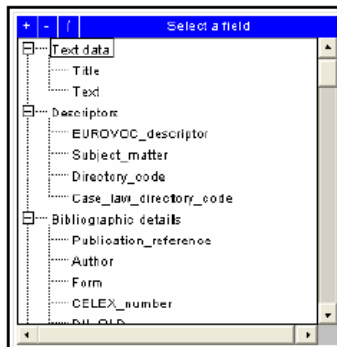 + - Select a field
Text data
Title
Text
Descriptors
EUROVOC_descriptor
Subject_matter
Directory_code
Case_law_directory_code
Bibliographic details
Publication_reference
Author
Form
CELEX_number